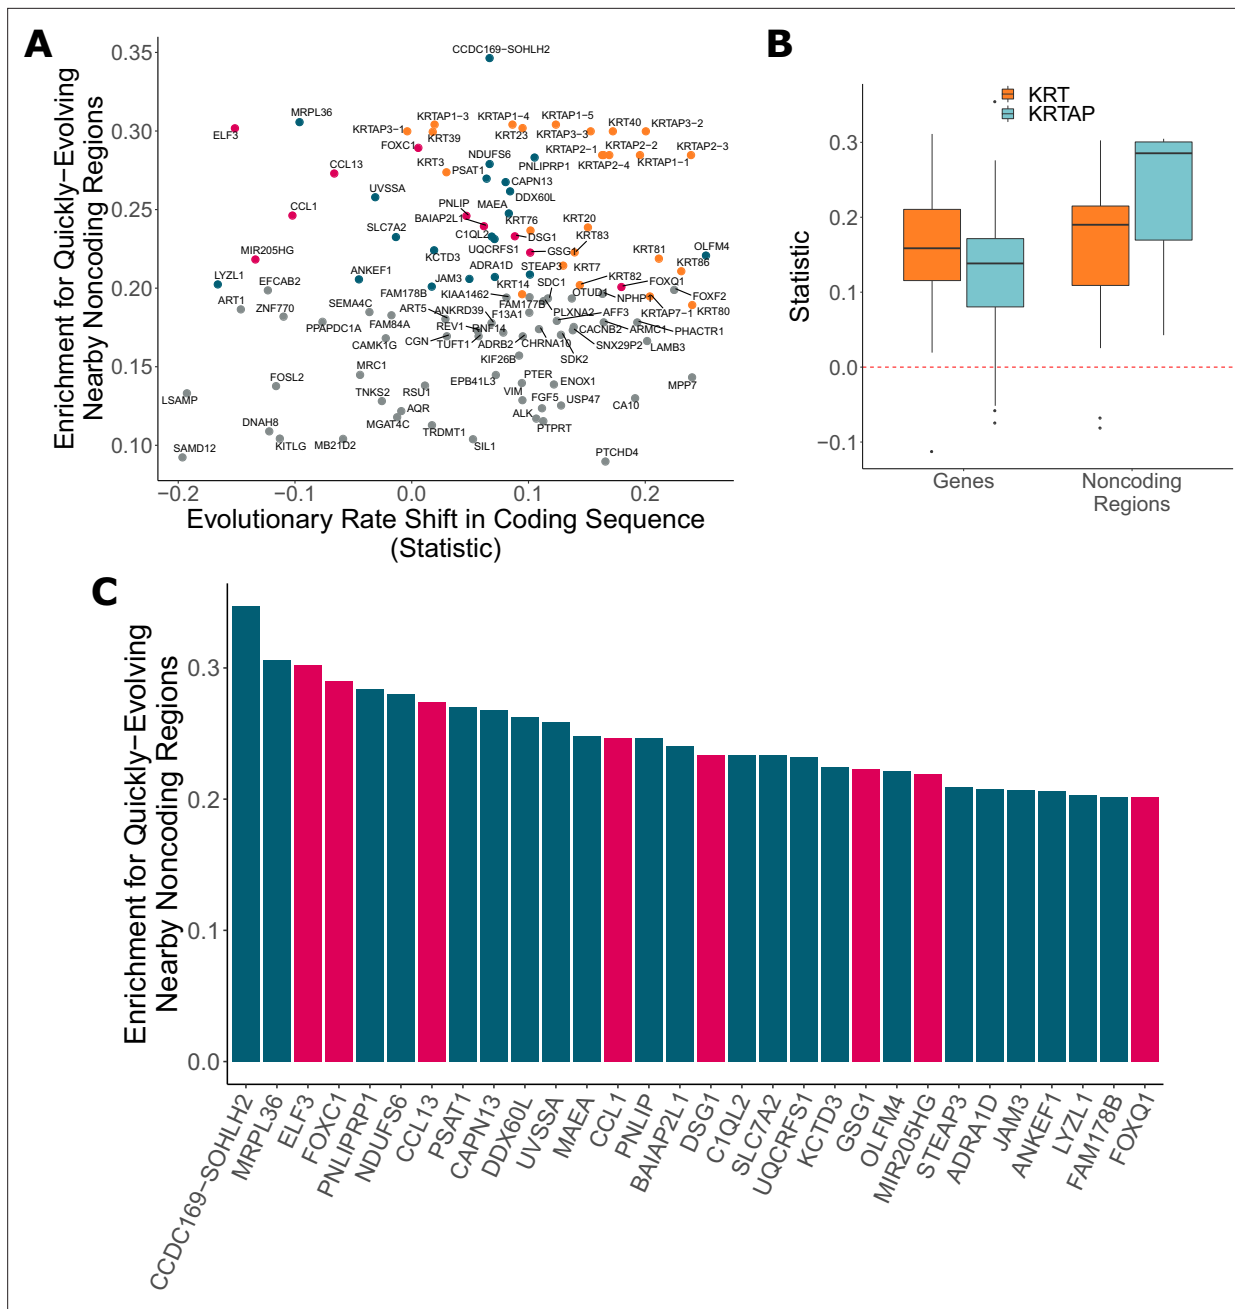 A
Enrichment for Quickly−Evolving
Nearby Noncoding Regions
0.35
0.30
0.25
0.20
0.15
0.10
CCDC169−SOHLH2
MRPL36
ELF3
KRTAP1−3
KRTAP1−4
KRTAP1−5
KRTAP3−1
KRT39
KRT23
KRTAP3−3
KRT40
KRTAP3−2
FOXC1
CCL13
KRT3
PSAT1
NDUFS6
KRTAP2−1
KRTAP2−2
KRTAP2−3
PNLIPRP1
KRTAP2−4
KRTAP1−1
CAPN13
UVSSA
DDX60L
CCL1
PNLIP
MAEA
BAIAP2L1
KRT76
KRT20
SLC7A2
C1QL2
DSG1
KRT83
MIR205HG
KCTD3
UQCRFS1
GSG1
KRT81
OLFM4
LYZL1
EFCAB2
ANKEF1
JAM3
ADRA1D
STEAP3
KRT7
KRT82
KRT86
FOXQ1
ART1
ZNF770
SEMA4C
FAM178B
KIAA1462
KRT14
SDC1
OTUD1
NPHP1
FOXF2
PPAPDC1A
FAM84A
ART5
ANKRD39
F13A1
FAM177B
PLXNA2
AFF3
KRTAP7−1
KRT80
CAMK1G
CGN
REV1
TUFT1
RNF14
ADRB2
CHRNA10
CACNB2
ARMC1
PHACTR1
SNX29P2
LAMB3
KIF26B
SDK2
MRC1
EPB41L3
PTER
ENOX1
MPP7
LSAMP
FOSL2
TNKS2
RSU1
VIM
FGF5
USP47
CA10
AQR
DNAH8
MGAT4C
ALK
PTPRT
KITLG
MB21D2
TRDMT1
SIL1
SAMD12
PTCHD4
−0.2
−0.1
0.0
0.1
0.2
Evolutionary Rate Shift in Coding Sequence
(Statistic)
B
KRT
KRTAP
Statistic
0.3
0.2
0.1
0.0
−0.1
Genes
Noncoding
Regions
C
Enrichment for Quickly−Evolving
Nearby Noncoding Regions
0.3
0.2
0.1
0.0
CCDC169−SOHLH2
MRPL36
ELF3
FOXC1
PNLIPRP1
NDUFS6
CCL13
PSAT1
CAPN13
DDX60L
UVSSA
MAEA
CCL1
PNLIP
BAIAP2L1
DSG1
C1QL2
SLC7A2
UQCRFS1
KCTD3
GSG1
OLFM4
MIR205HG
STEAP3
ADRA1D
JAM3
ANKEF1
LYZL1
FAM178B
FOXQ1